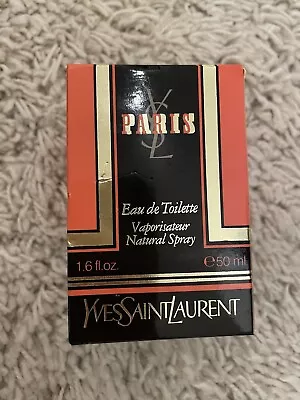 YSL
PARIS
Eau de Toilette
Vaporisateur
Natural Spray
1.6 fl.oz. ℮50 ml
YVESSAINTLAURENT